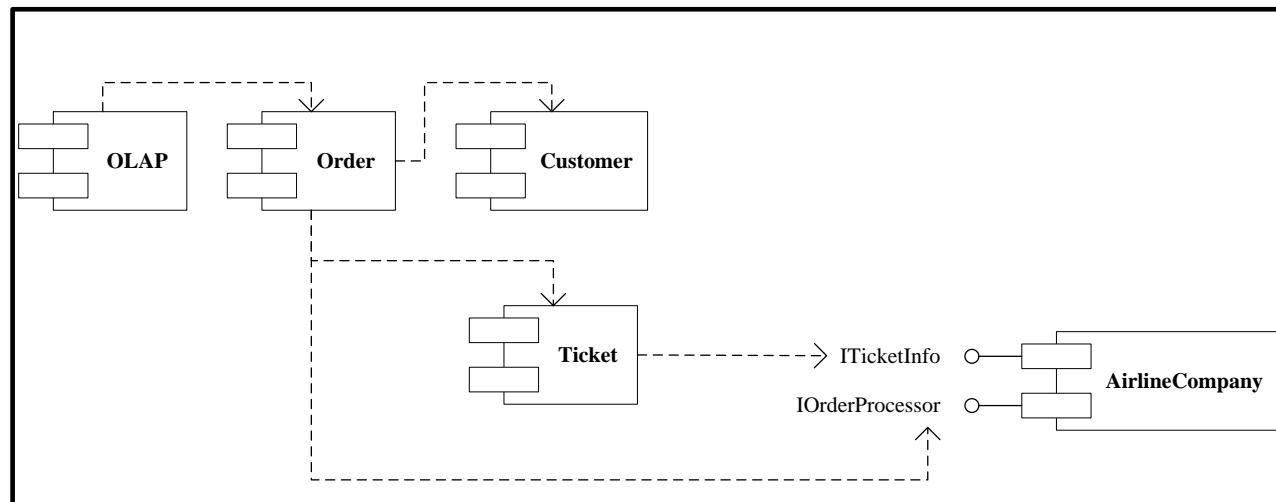 OLAP
Order
Customer
Ticket
ITicketInfo
AirlineCompany
IOrderProcessor